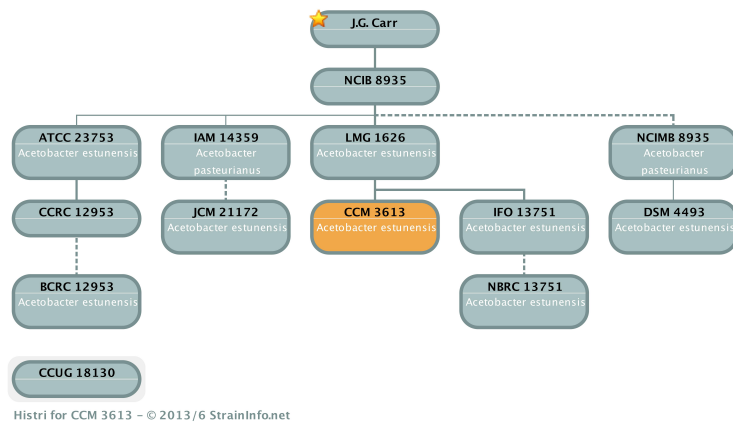 J.G. Carr
NCIB 8935
ATCC 23753
Acetobacter estunensis
IAM 14359
Acetobacter
pasteurianus
LMG 1626
Acetobacter estunensis
NCIMB 8935
Acetobacter estunensis
CCRC 12953
JCM 21172
Acetobacter estunensis
CCM 3613
Acetobacter estunensis
IFO 13751
Acetobacter estunensis
DSM 4493
Acetobacter estunensis
BCRC 12953
Acetobacter estunensis
NBRC 13751
Acetobacter estunensis
CCUG 18130
Histri for CCM 3613 - © 2013/6 StrainInfo.net